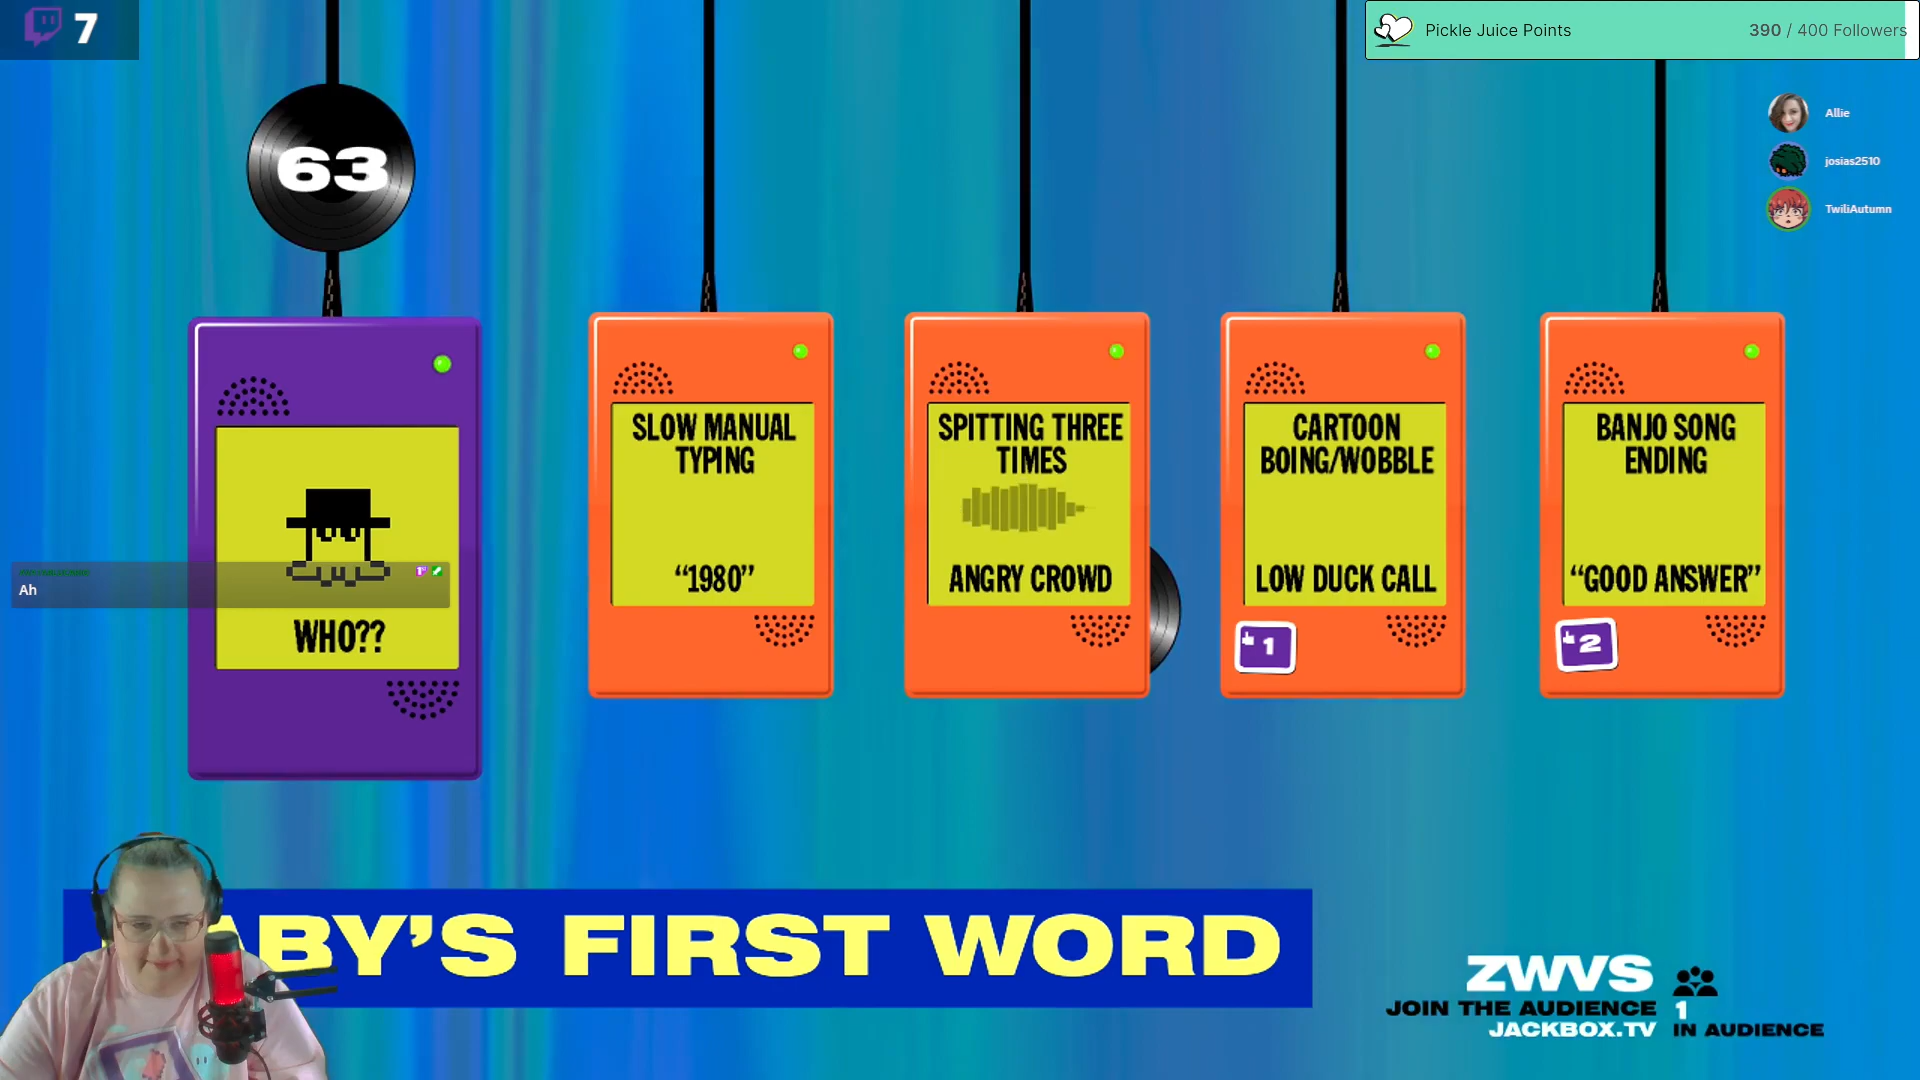 7
Pickle Juice Points
390 / 400 Followers
Allie
josias2510
TwiliAutumn
63
WHO??
Ah
SLOW MANUAL
TYPING
“1980”
SPITTING THREE
TIMES
ANGRY CROWD
CARTOON
BOING/WOBBLE
LOW DUCK CALL
1
BANJO SONG
ENDING
“GOOD ANSWER”
2
ABY’S FIRST WORD
ZWVS
JOIN THE AUDIENCE
JACKBOX.TV
1
IN AUDIENCE